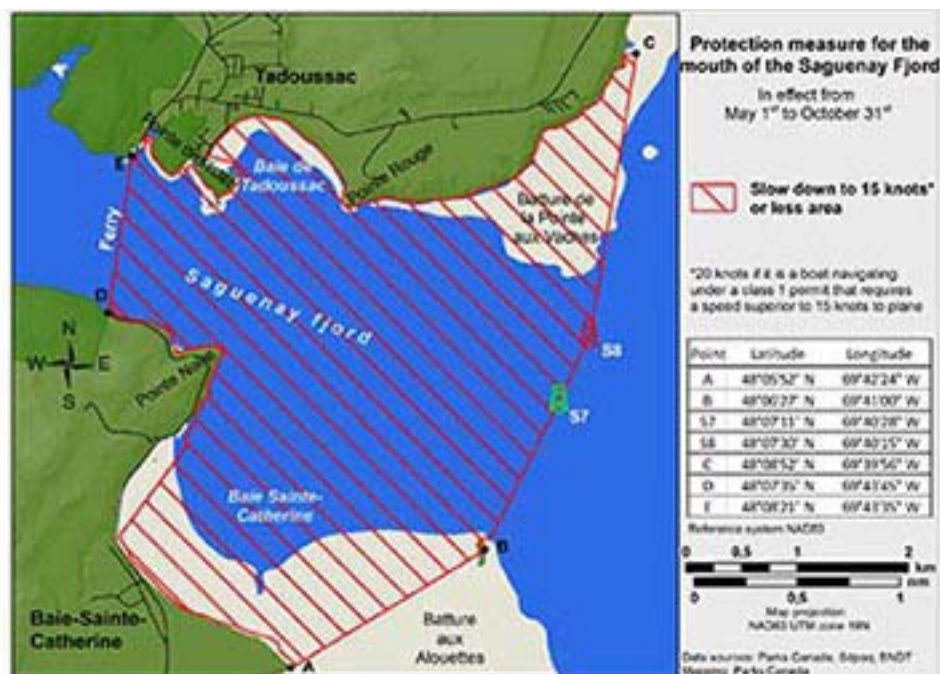 Protection measure for the
mouth of the Saguenay Fjord
In effect from
May 1st to October 31st
Slow down to 15 knots*
or less area
*20 knots if it is a boat navigating
under a class 1 permit that requires
a speed superior to 15 knots to plane
Point Latitude Longitude
A 48°05'52" N 69°42'24" W
B 48°06'27" N 69°41'00" W
S7 48°07'11" N 69°40'28" W
S8 48°07'30" N 69°40'15" W
C 48°08'52" N 69°39'56" W
D 48°07'35" N 69°43'45" W
E 48°08'21" N 69°43'35" W
Reference system NAD83
0 0,5 1 2
km
nm
0 0,5 1
Map projection
NAD83 UTM zone
Data sources: Parks Canada, BNDT
Parks Canada
Tadoussac
C
E
Baie de
Tadoussac
Pointe Rouge
Batture de
la Pointe
aux Vaches
Ferry
Saguenay fjord
D
N
W E
S
Pointe Noire
S8
S7
Baie Sainte-
Catherine
B
Baie-Sainte-
Catherine
Batture
aux
Alouettes
A